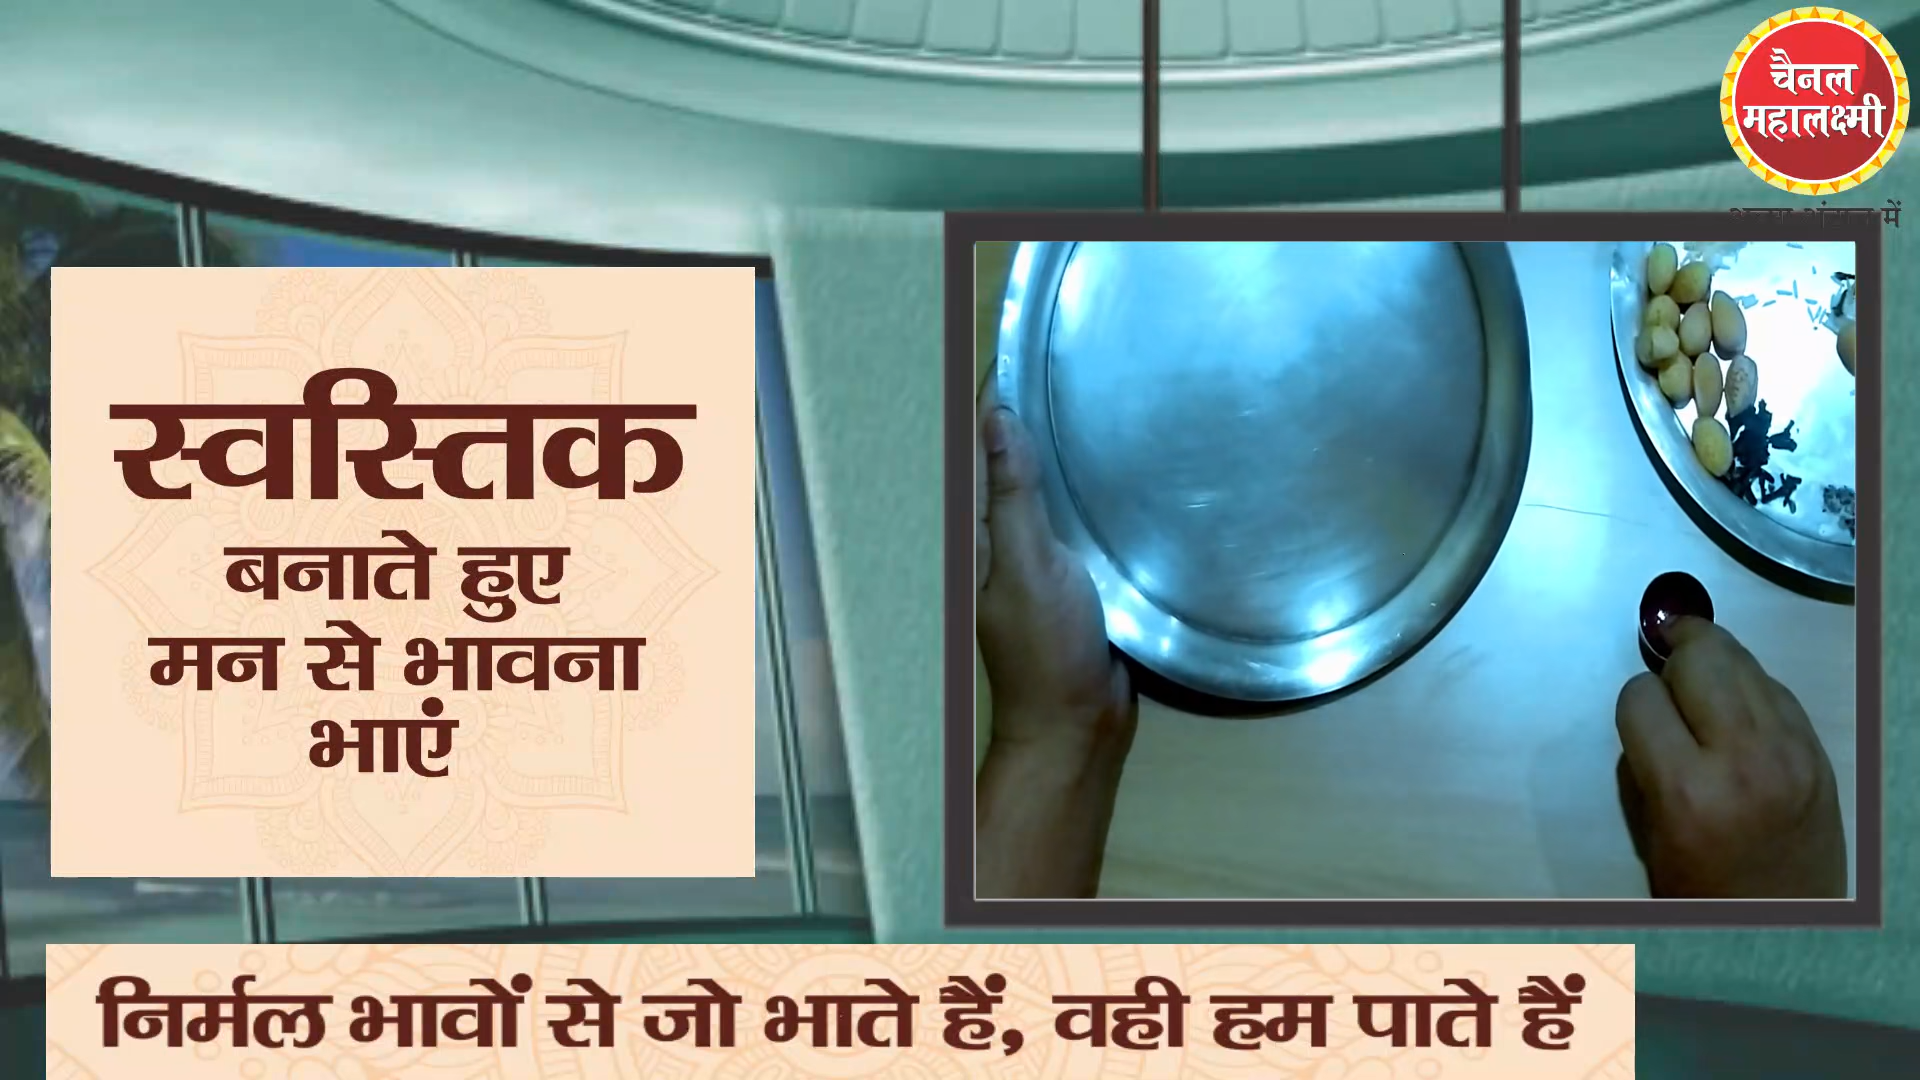 चैनल
महालक्ष्मी
में
स्वस्तिक
बनाते हुए
मन से भावना
भाएं
निर्मल भावों से जो भाते हैं, वही हम पाते हैं